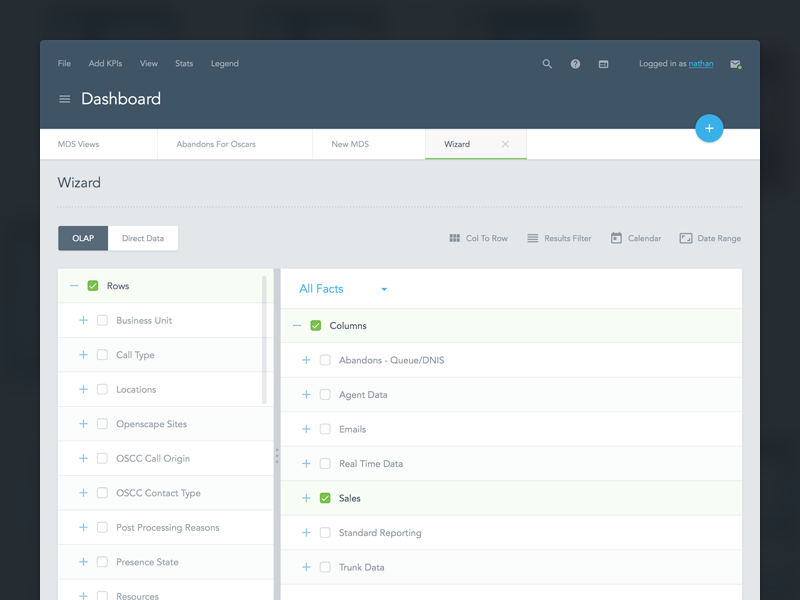 File Add KPIs View Stats Legend Logged in as nathan
Dashboard
MDS Views Abandons For Oscars New MDS Wizard
Wizard
OLAP Direct Data Col To Row Results Filter Calendar Date Range
Rows
Business Unit
Call Type
Locations
Openscape Sites
OSCC Call Origin
OSCC Contact Type
Post Processing Reasons
Presence State
Resources
All Facts
Columns
Abandons - Queue/DNIS
Agent Data
Emails
Real Time Data
Sales
Standard Reporting
Trunk Data